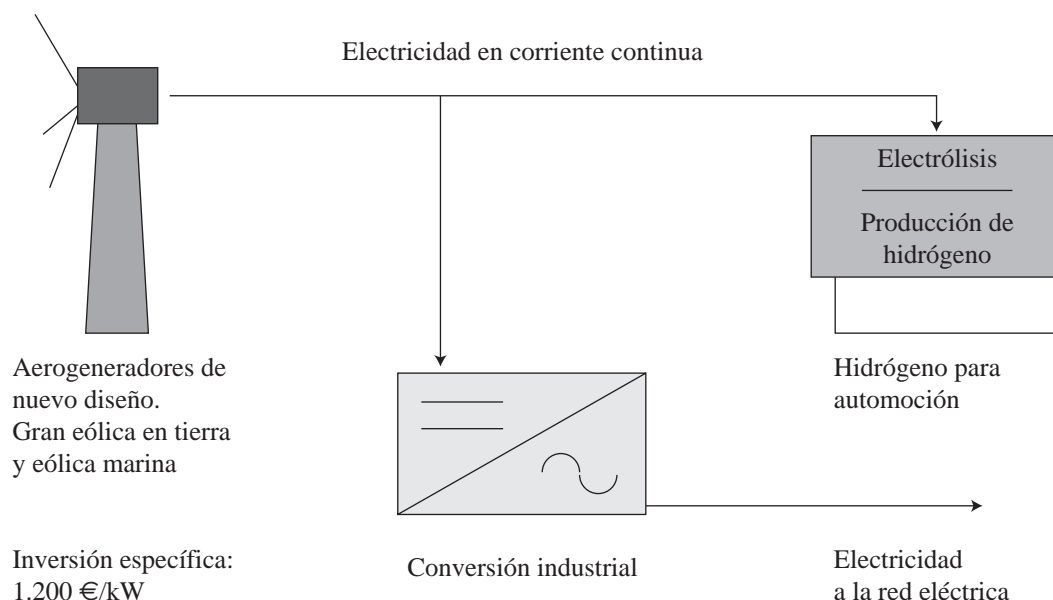 Electricidad en corriente continua
Electrólisis
Producción de
hidrógeno
Aerogeneradores de
nuevo diseño.
Gran eólica en tierra
y eólica marina
Hidrógeno para
automoción
Inversión específica:
1.200 €/kW
Conversión industrial
Electricidad
a la red eléctrica